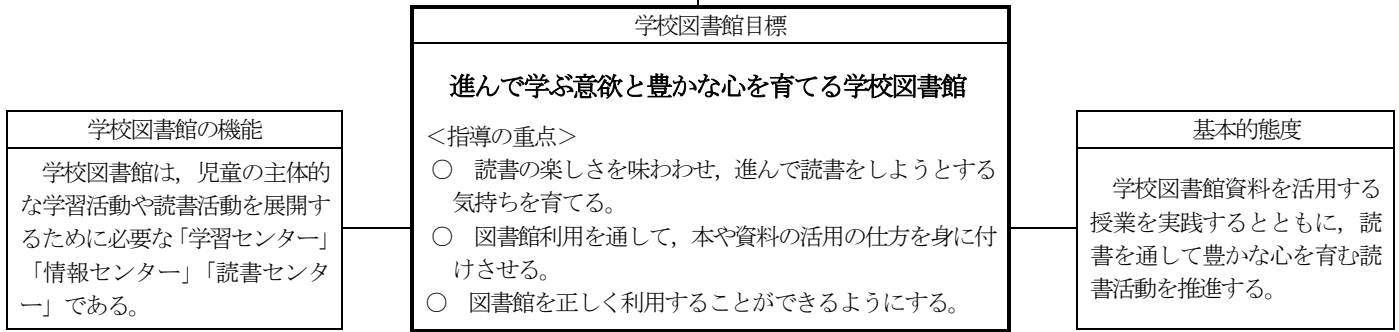 学校図書館目標
進んで学ぶ意欲と豊かな心を育てる学校図書館
<指導の重点>
○ 読書の楽しさを味わわせ,進んで読書をしようとする
気持ちを育てる。
○ 図書館利用を通して,本や資料の活用の仕方を身に付
けさせる。
○ 図書館を正しく利用することができるようにする。
学校図書館の機能
学校図書館は,児童の主体的
な学習活動や読書活動を展開す
るために必要な「学習センター」
「情報センター」「読書センタ
ー」である。
基本的態度
学校図書館資料を活用する
授業を実践するとともに,読
書を通して豊かな心を育む読
書活動を推進する。